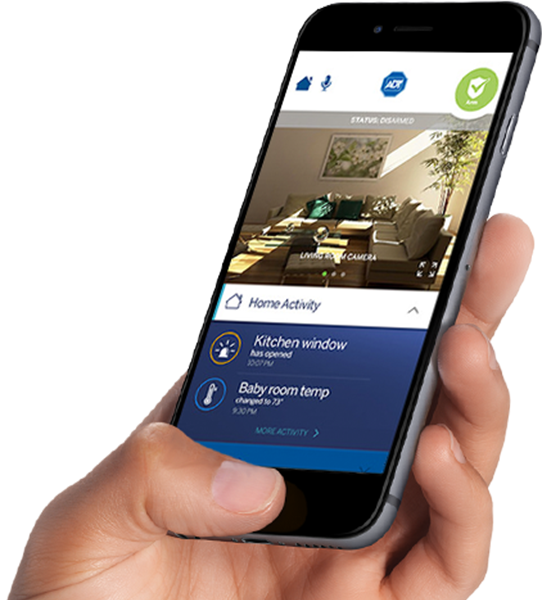 ADT
Arm
STATUS: DISARMED
LIVING ROOM CAMERA
Home Activity
Kitchen window
has opened
10:07 PM
Baby room temp
changed to 73°
9:30 PM
MORE ACTIVITY